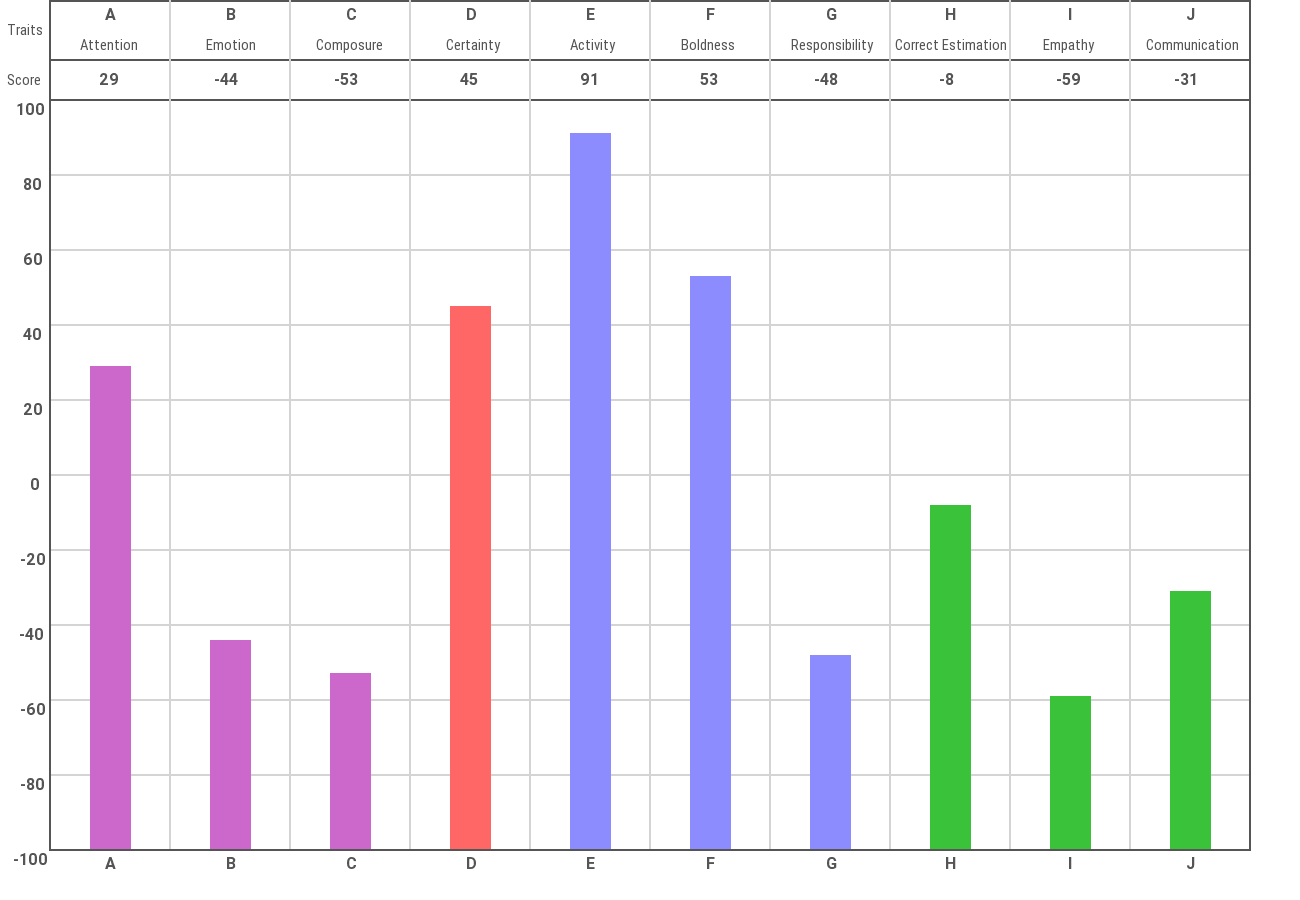 Traits A B C D E F G H I J
Attention Emotion Composure Certainty Activity Boldness Responsibility Correct Estimation Empathy Communication
Score 29 -44 -53 45 91 53 -48 -8 -59 -31
100
80
60
40
20
0
-20
-40
-60
-80
-100
A B C D E F G H I J